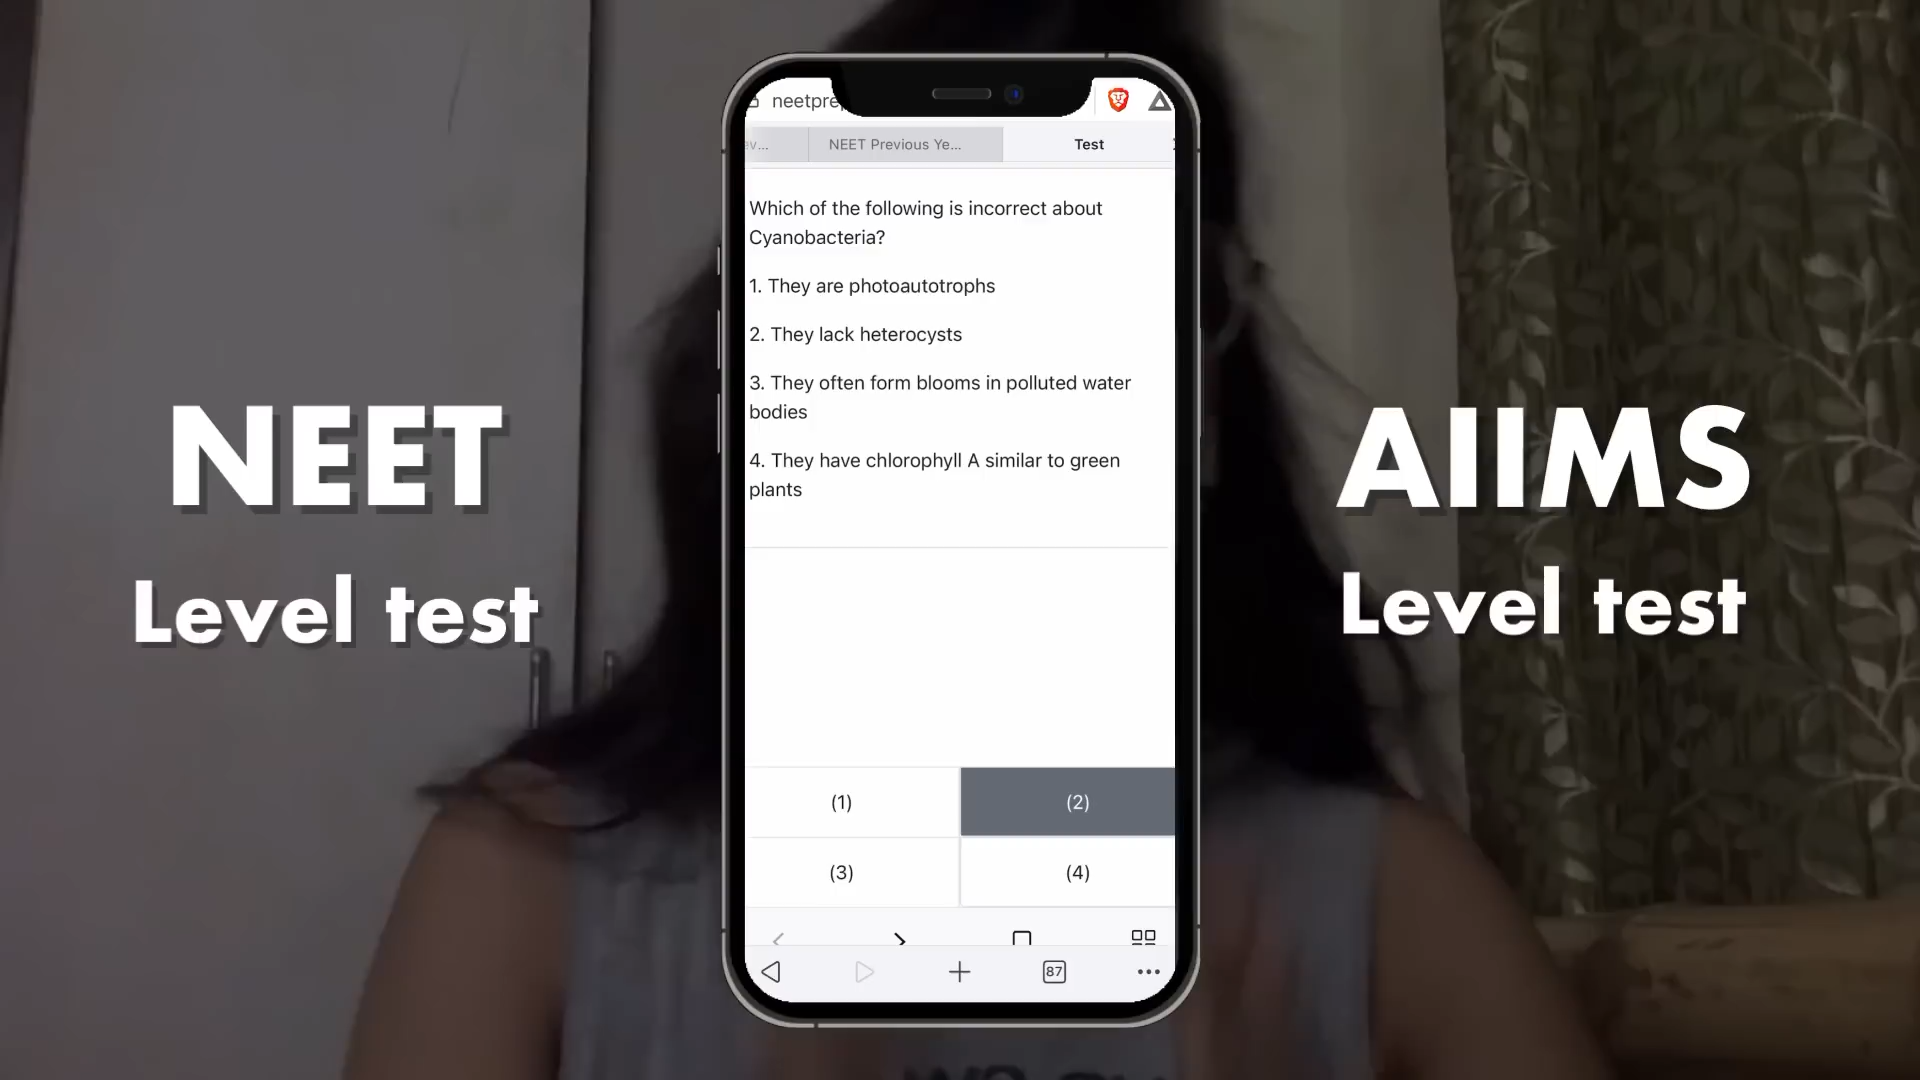 neetpre
ev...
NEET Previous Ye...
Test
Which of the following is incorrect about
Cyanobacteria?
1. They are photoautotrophs
2. They lack heterocysts
3. They often form blooms in polluted water
bodies
4. They have chlorophyll A similar to green
plants
(1)
(2)
(3)
(4)
87
NEET
Level test
AIIMS
Level test